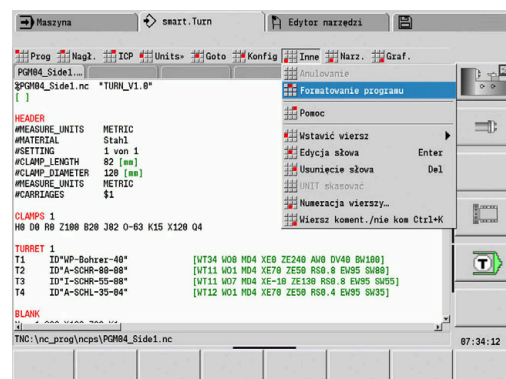 Maszyna
smart.Turn
Edytor narzędzi
Prog Nagł. ICP Units» Goto Konfig Inne Narz. Graf.
PGM04_Side1....
%PGM04_Side1.nc "TURN_V1.0"
[ ]
HEADER
#MEASURE_UNITS METRIC
#MATERIAL Stahl
#SETTING 1 von 1
#CLAMP_LENGTH 82 [mm]
#CLAMP_DIAMETER 120 [mm]
#MEASURE_UNITS METRIC
#CARRIAGES $1
CLAMPS 1
H0 D0 R0 Z100 B20 J82 O-63 K15 X120 Q4
TURRET 1
T1 ID"WP-Bohrer-40" [WT34 WO8 MD4 XE0 ZE240 AW0 DV40 BW180]
T2 ID"A-SCHR-80-08" [WT11 WO1 MD4 XE70 ZE50 RS0.8 EW95 SW80]
T3 ID"I-SCHR-55-08" [WT11 WO7 MD4 XE-10 ZE130 RS0.8 EW95 SW55]
T4 ID"A-SCHL-35-04" [WT12 WO1 MD4 XE70 ZE50 RS0.4 EW95 SW35]
BLANK
Anulowanie
Formatowanie programu
Pomoc
Wstawić wiersz
Edycja słowa Enter
Usunięcie słowa Del
UNIT skasować
Numeracja wierszy…
Wiersz koment./nie kom Ctrl+K
T
TNC:\nc_prog\ncps\PGM04_Side1.nc
07:34:12